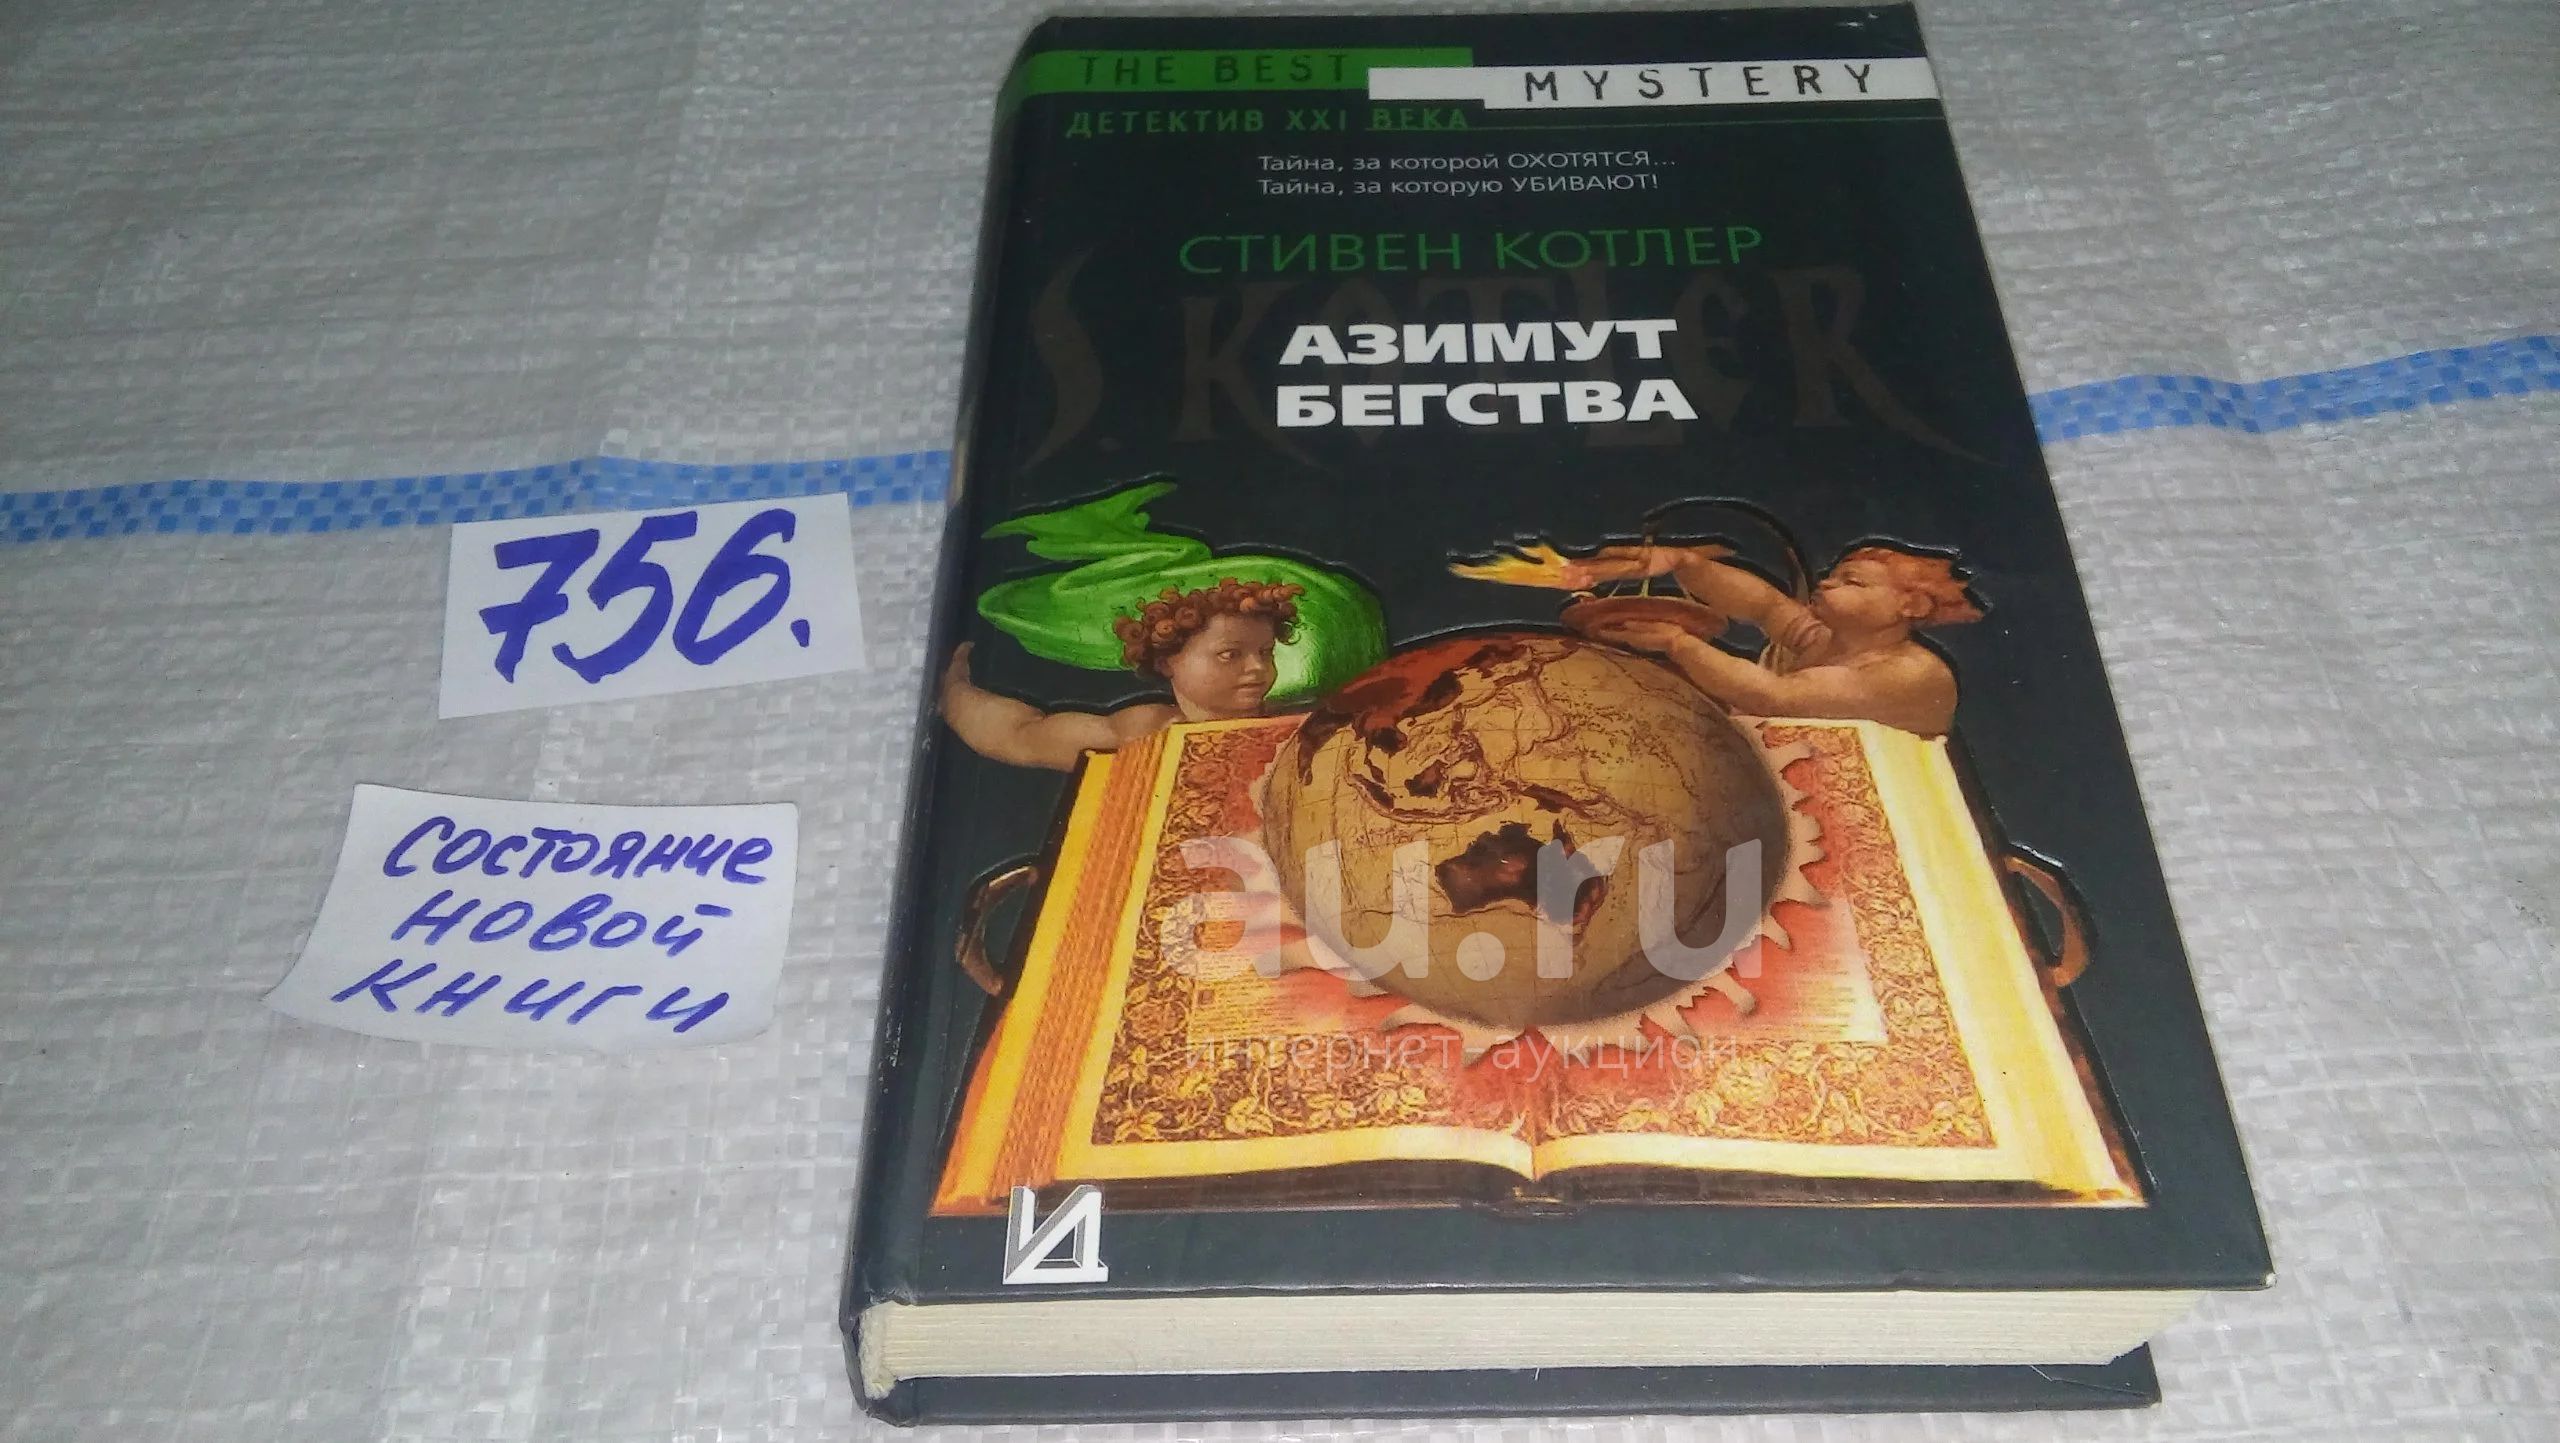 THE BEST
MYSTERY
ДЕТЕКТИВ XXI ВЕКА
Тайна, за которой ОХОТЯТСЯ...
Тайна, за которую УБИВАЮТ!
СТИВЕН КОТЛЕР
S. KOTLER
АЗИМУТ
БЕГСТВА
756.
состояние
новой
книги
au.ru
интернет аукцион
ИД